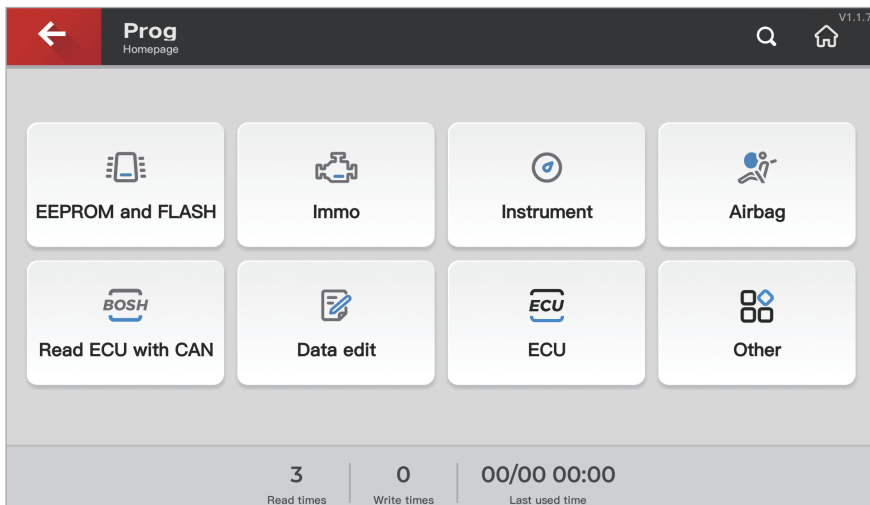 Prog
Homepage
V1.1.7
EEPROM and FLASH
Immo
Instrument
Airbag
BOSH
Read ECU with CAN
Data edit
ECU
ECU
Other
3
Read times
0
Write times
00/00 00:00
Last used time